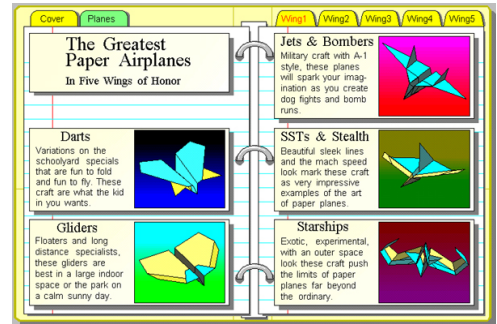 Cover
Planes
Wing1
Wing2
Wing3
Wing4
Wing5
The Greatest
Paper Airplanes
In Five Wings of Honor
Darts
Variations on the
schoolyard specials
that are fun to fold
and fun to fly. These
craft are what the kid
in you wants.
Gliders
Floaters and long
distance specialists,
these gliders are
best in a large indoor
space or the park on
a calm sunny day.
Jets & Bombers
Military craft with A-1
style, these planes
will spark your imag-
ination as you create
dog fights and bomb
runs.
SSTs & Stealth
Beautiful sleek lines
and the mach speed
look mark these craft
as very impressive
examples of the art
of paper planes.
Starships
Exotic, experimental,
with an outer space
look these craft push
the limits of paper
planes far beyond
the ordinary.